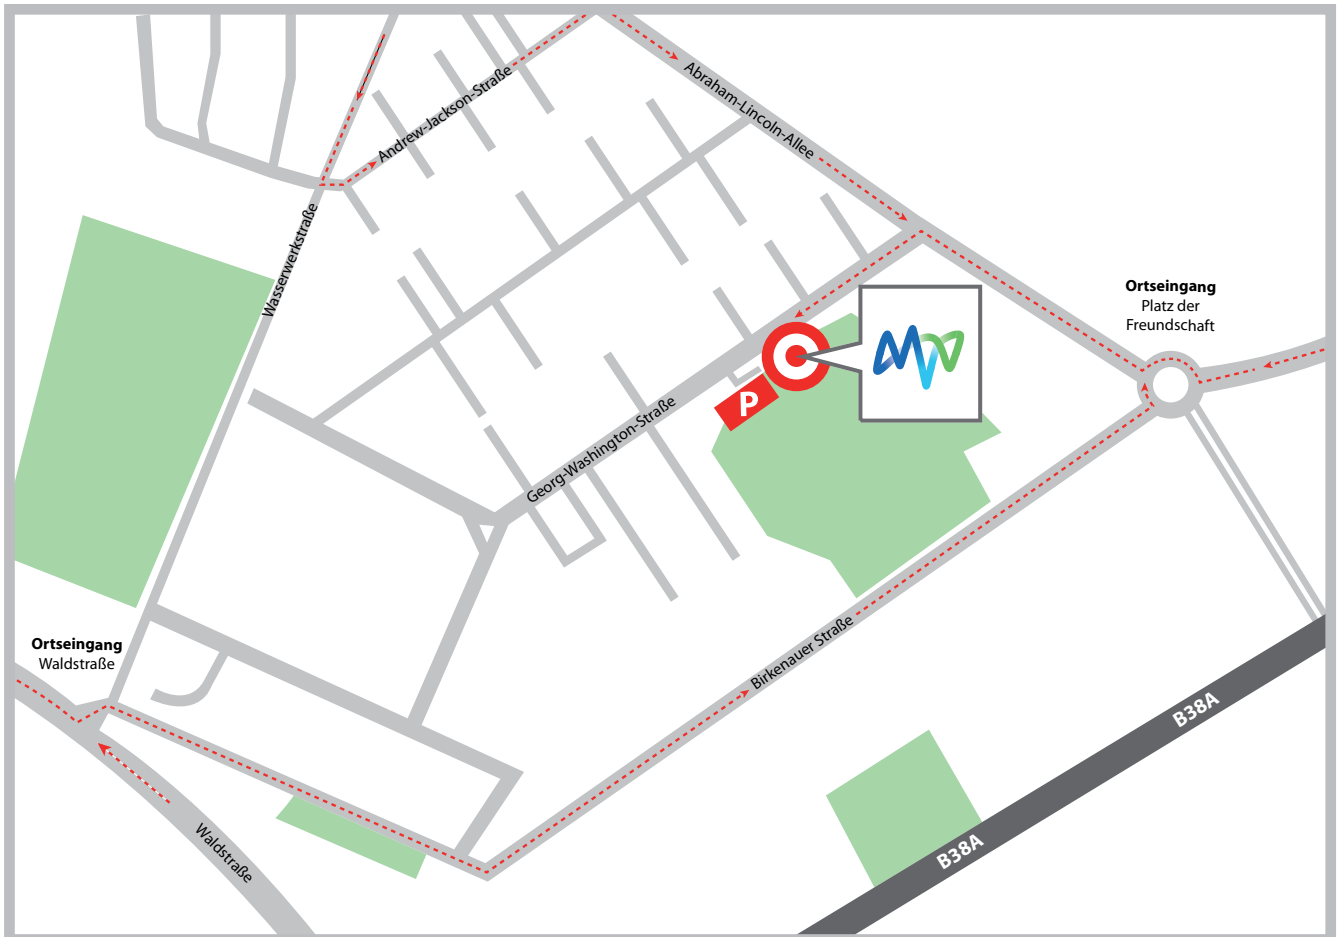 Andrew-Jackson-Straße
Abraham-Lincoln-Allee
Wasserwerkstraße
Ortseingang
Platz der
Freundschaft
P
Georg-Washington-Straße
Ortseingang
Waldstraße
Birkenauer Straße
B38A
B38A
Waldstraße